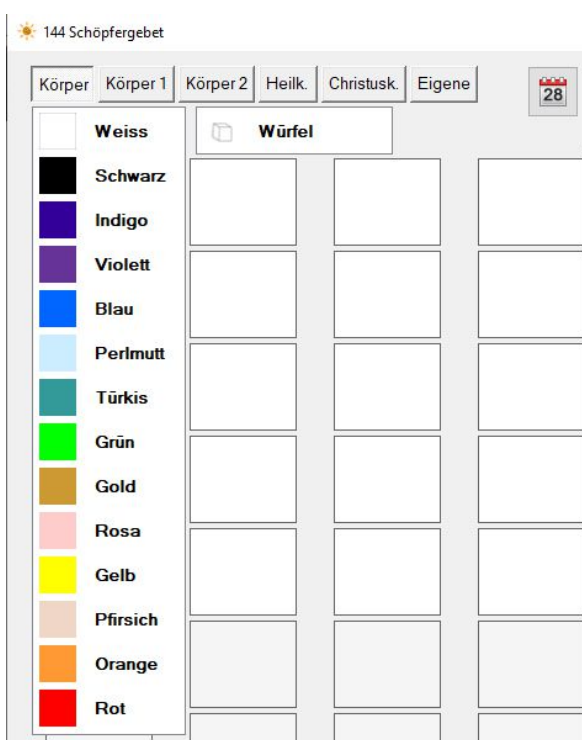 144 Schöpfergebet
Körper Körper 1 Körper 2 Heilk. Christusk. Eigene 28
Weiss Würfel
Schwarz
Indigo
Violett
Blau
Perlmutt
Türkis
Grün
Gold
Rosa
Gelb
Pfirsich
Orange
Rot